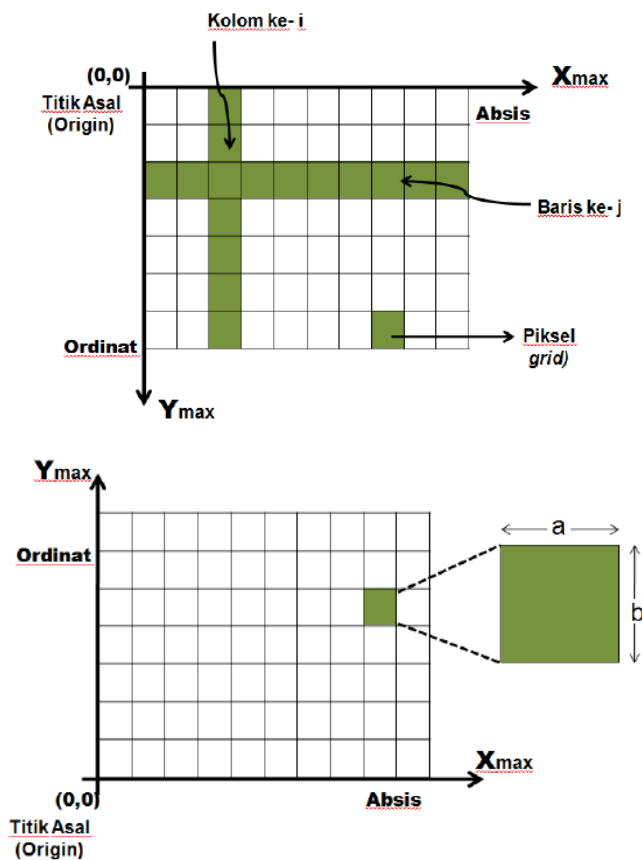 Kolom ke- i
(0,0)
Xmax
Titik Asal
(Origin)
Absis
Baris ke- j
Ordinat
Piksel
grid)
Ymax
Ymax
Ordinat
a
b
Xmax
(0,0)
Absis
Titik Asal
(Origin)